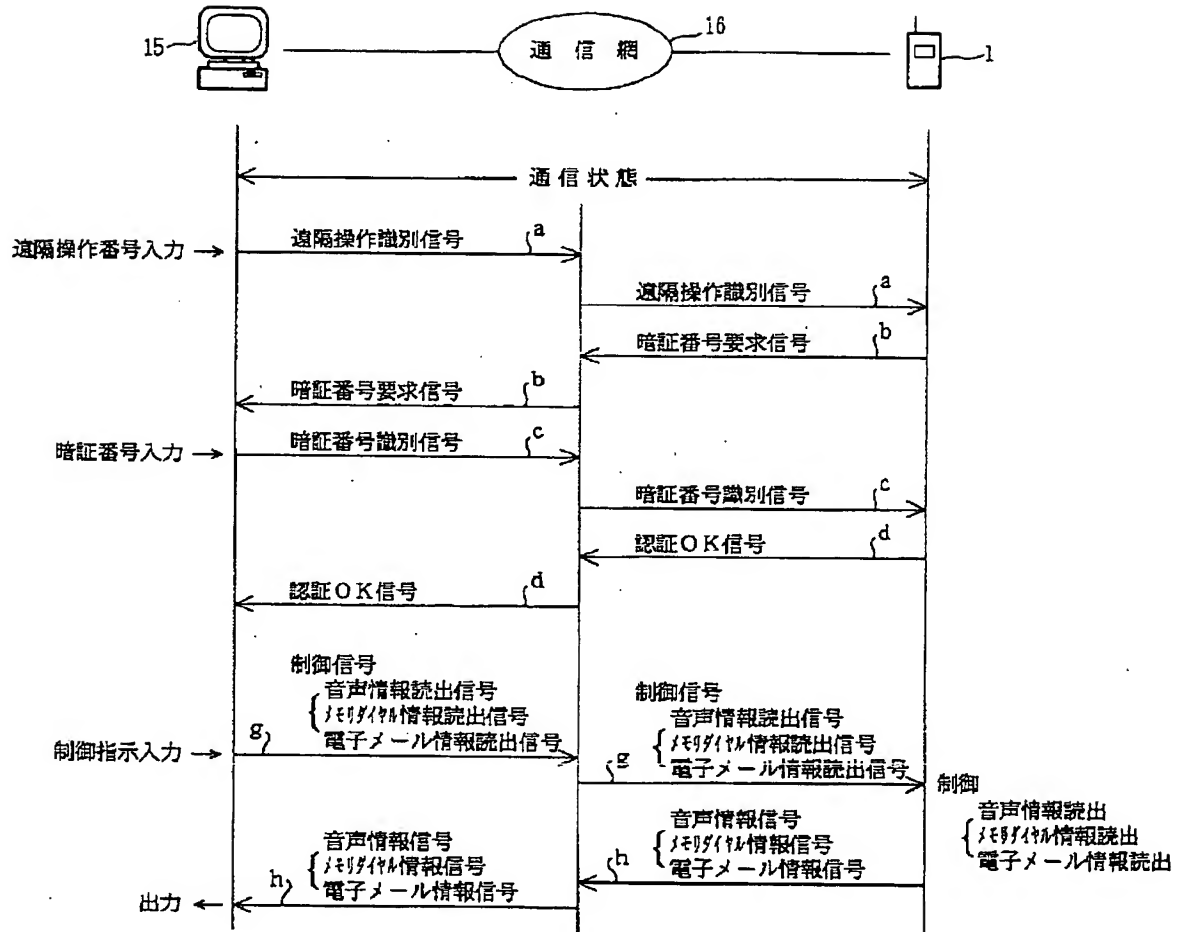 15
通信網
16
1
通信状態
遠隔操作番号入力 →
遠隔操作識別信号
a
遠隔操作識別信号
a
暗証番号要求信号
b
暗証番号要求信号
b
暗証番号入力 →
暗証番号識別信号
c
暗証番号識別信号
c
認証OK信号
d
認証OK信号
d
制御信号
音声情報読出信号
メモリダイヤル情報読出信号
電子メール情報読出信号
制御指示入力 →
g
制御信号
音声情報読出信号
メモリダイヤル情報読出信号
電子メール情報読出信号
g
制御
音声情報読出
メモリダイヤル情報読出
電子メール情報読出
音声情報信号
メモリダイヤル情報信号
電子メール情報信号
h
音声情報信号
メモリダイヤル情報信号
電子メール情報信号
h
出力 ←